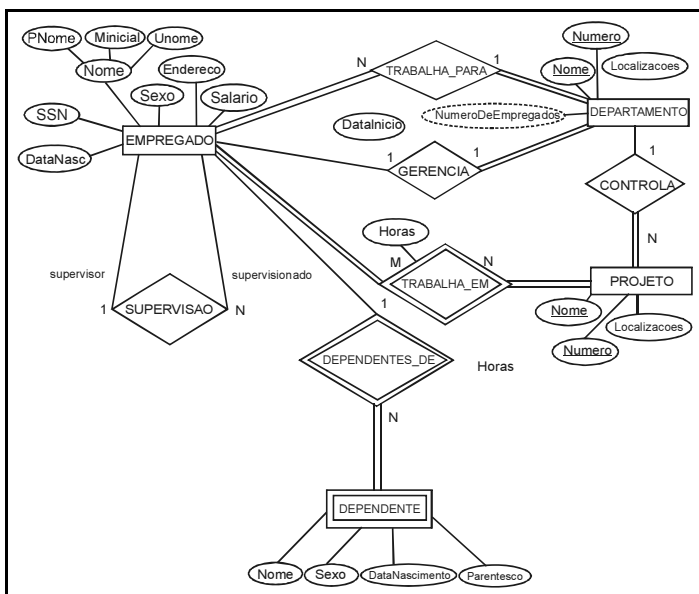 PNome
Minicial
Unome
Nome
Endereco
Sexo
Salario
SSN
EMPREGADO
DataNasc
N
TRABALHA_PARA
1
Numero
Localizacoes
Nome
NumeroDeEmpregados
DEPARTAMENTO
DataInicio
1
GERENCIA
1
1
CONTROLA
N
Horas
M
N
TRABALHA_EM
PROJETO
Nome
Localizacoes
Numero
supervisor
supervisionado
1
SUPERVISAO
N
1
DEPENDENTES_DE
Horas
N
DEPENDENTE
Nome
Sexo
DataNascimento
Parentesco